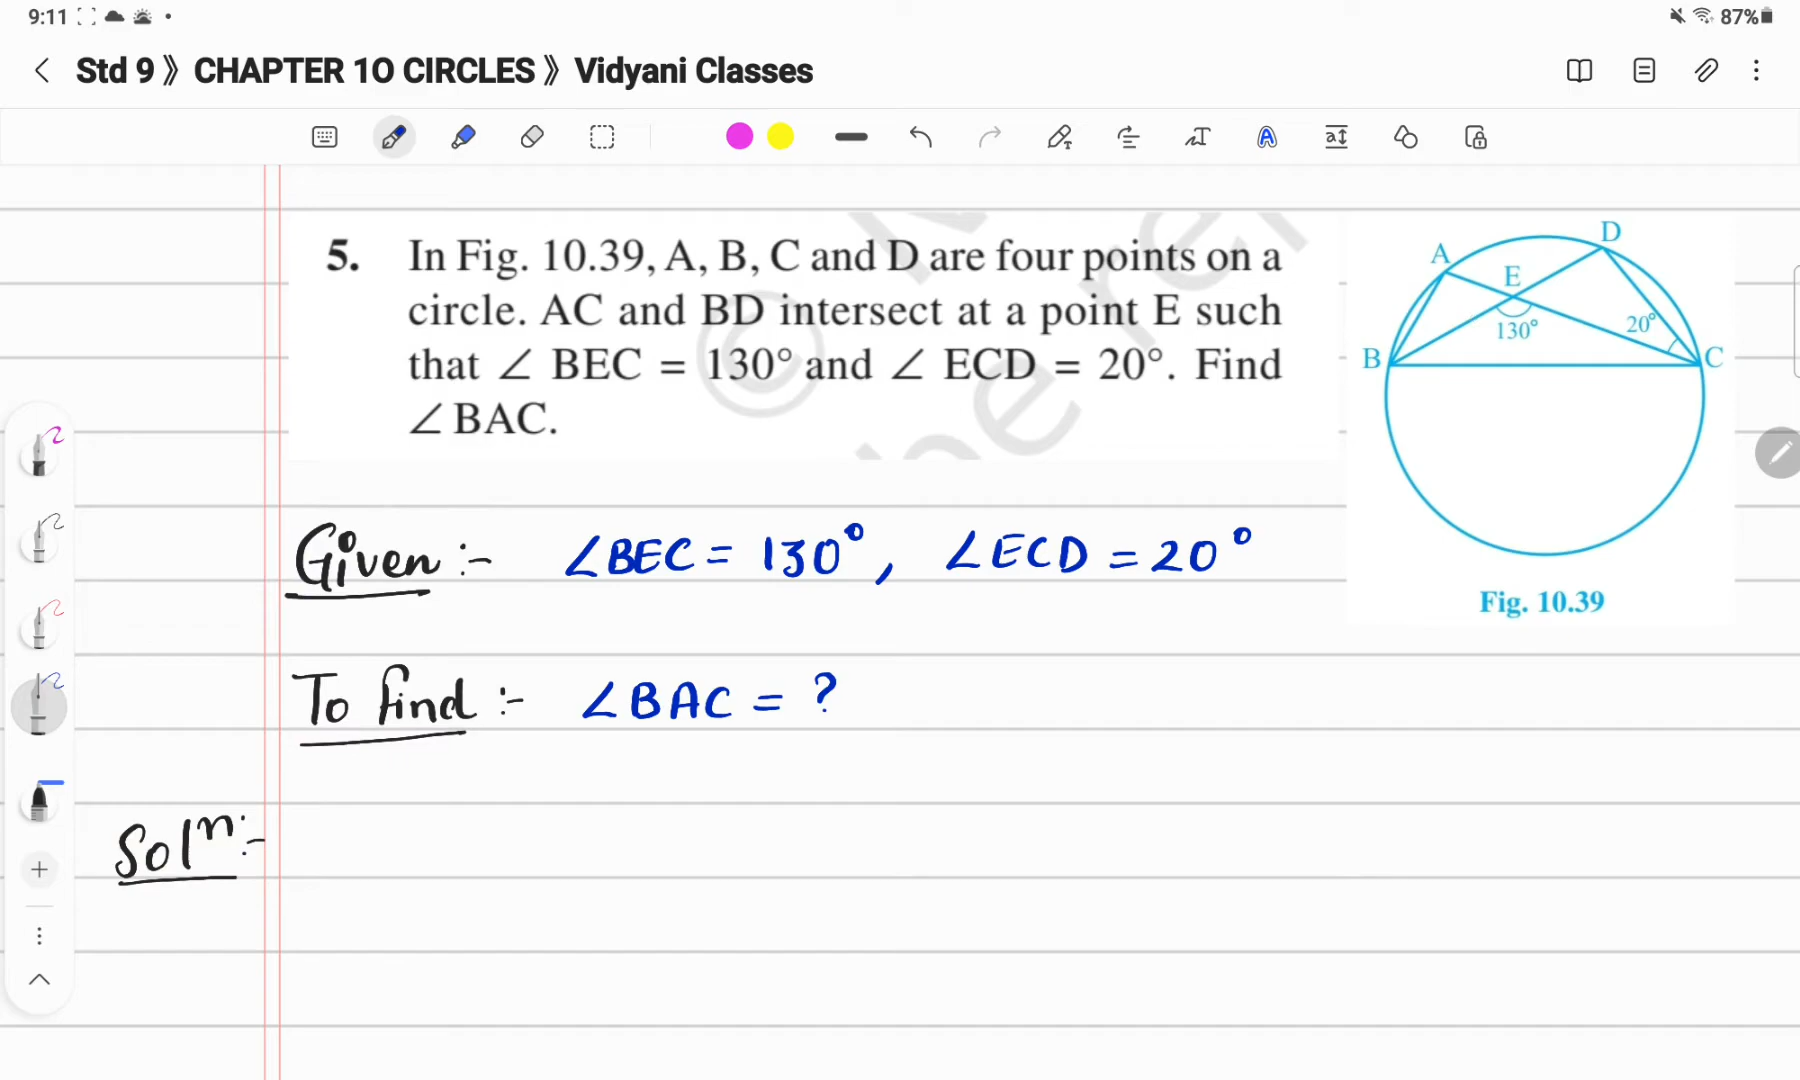 9:11
87%
Std 9 》 CHAPTER 1O CIRCLES 》 Vidyani Classes
5. In Fig. 10.39, A, B, C and D are four points on a
circle. AC and BD intersect at a point E such
that ∠ BEC = 130° and ∠ ECD = 20°. Find
∠ BAC.
A
D
E
130°
20°
B
C
Fig. 10.39
Given :- ∠BEC = 130°, ∠ECD = 20°
To find :- ∠BAC = ?
Solⁿ:-